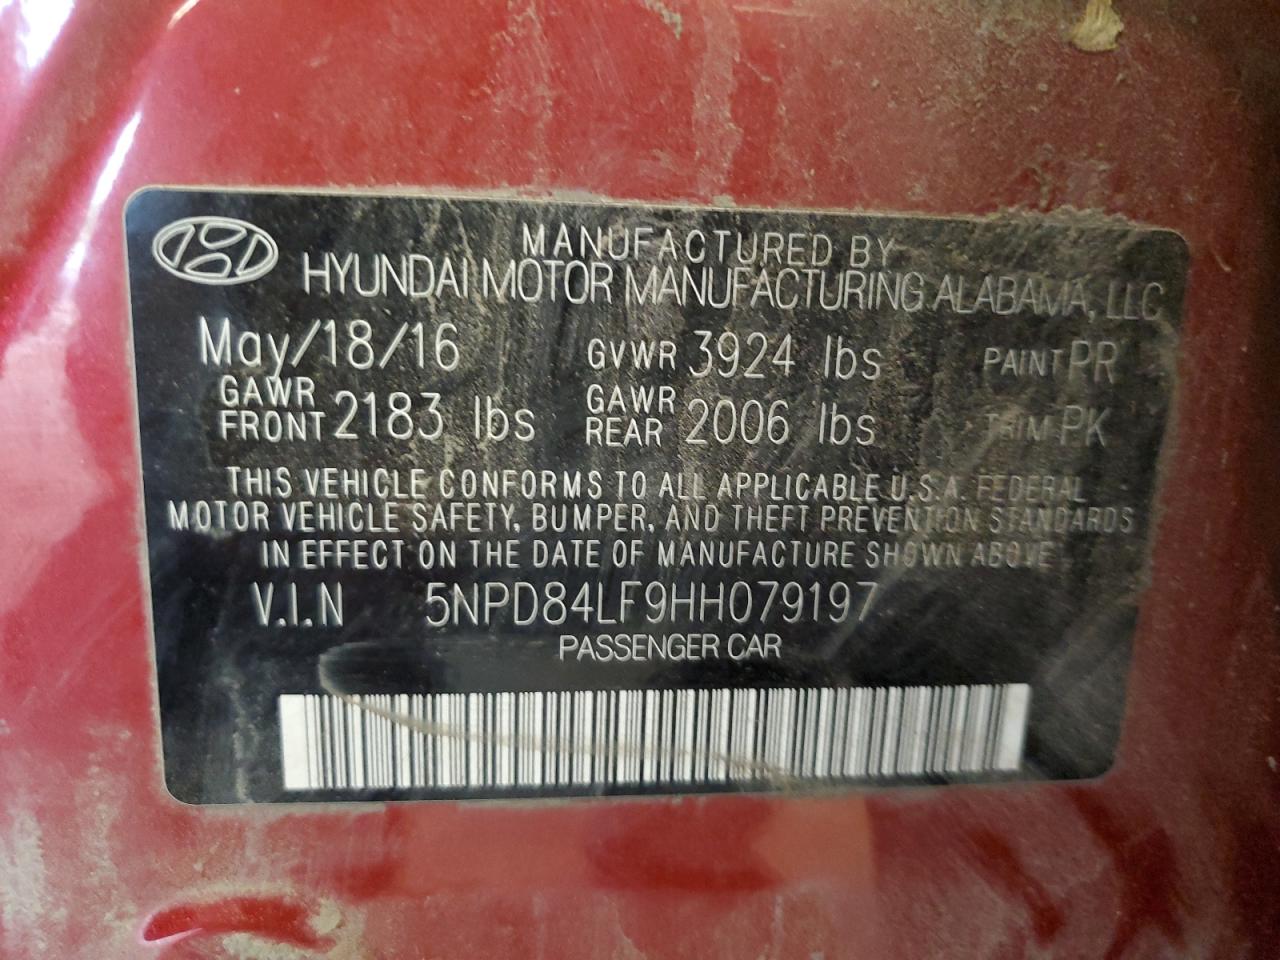 MANUFACTURED BY
HYUNDAI MOTOR MANUFACTURING ALABAMA, LLC
May/18/16 GVWR 3924 lbs PAINT PR
GAWR FRONT 2183 lbs GAWR REAR 2006 lbs TRIM PK
THIS VEHICLE CONFORMS TO ALL APPLICABLE U.S.A. FEDERAL
MOTOR VEHICLE SAFETY, BUMPER, AND THEFT PREVENTION STANDARDS
IN EFFECT ON THE DATE OF MANUFACTURE SHOWN ABOVE
V.I.N 5NPD84LF9HH079197
PASSENGER CAR